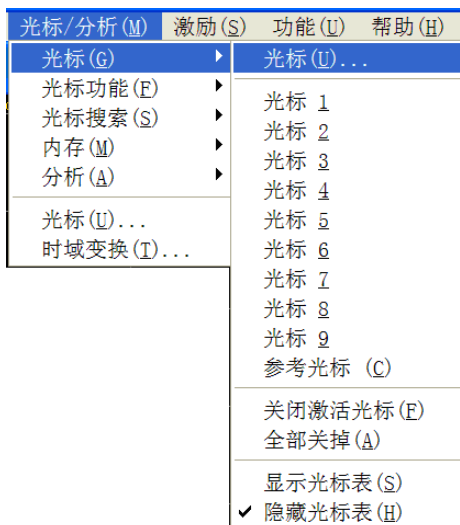 光标/分析(M) 激励(S) 功能(U) 帮助(H)
光标(G)
光标功能(F)
光标搜索(S)
内存(M)
分析(A)
光标(U)...
时域变换(T)...
光标(U)...
光标 1
光标 2
光标 3
光标 4
光标 5
光标 6
光标 7
光标 8
光标 9
参考光标 (C)
关闭激活光标(F)
全部关掉(A)
显示光标表(S)
隐藏光标表(H)